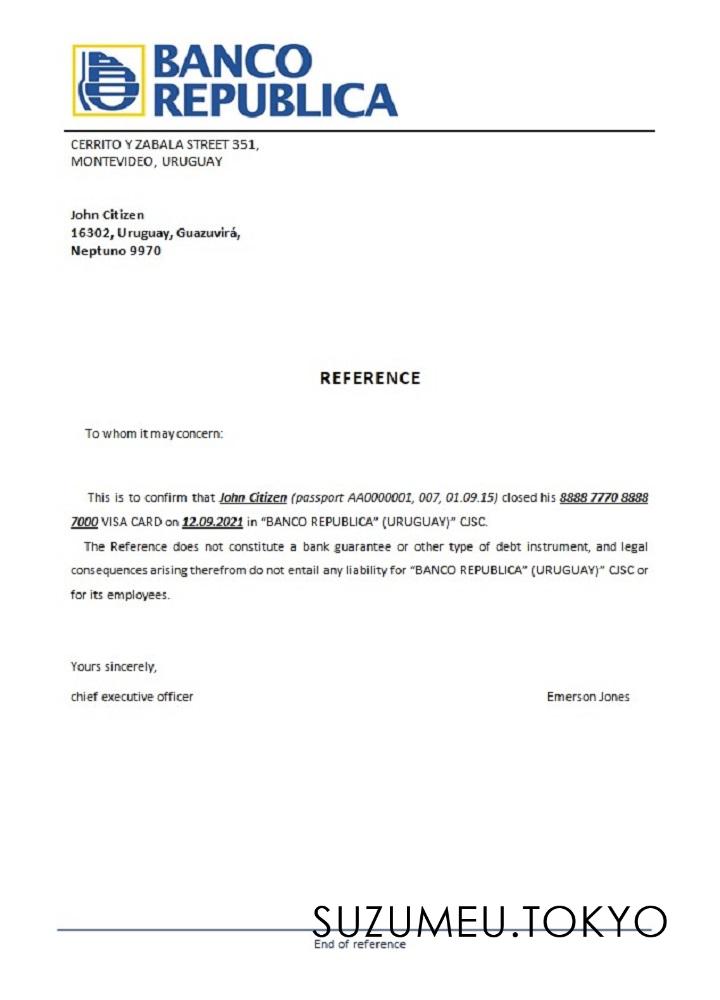 BANCO
REPUBLICA
CERRITO Y ZABALA STREET 351,
MONTEVIDEO, URUGUAY
John Citizen
16302, Uruguay, Guazuvirá,
Neptuno 9970
REFERENCE
To whom it may concern:
This is to confirm that John Citizen (passport AA0000001, 007, 01.09.15) closed his 8888 7770 8888
7000 VISA CARD on 12.09.2021 in “BANCO REPUBLICA” (URUGUAY)” CJSC.
The Reference does not constitute a bank guarantee or other type of debt instrument, and legal
consequences arising therefrom do not entail any liability for “BANCO REPUBLICA” (URUGUAY)” CJSC or
for its employees.
Yours sincerely,
chief executive officer Emerson Jones
SUZUMEU.TOKYO
End of reference